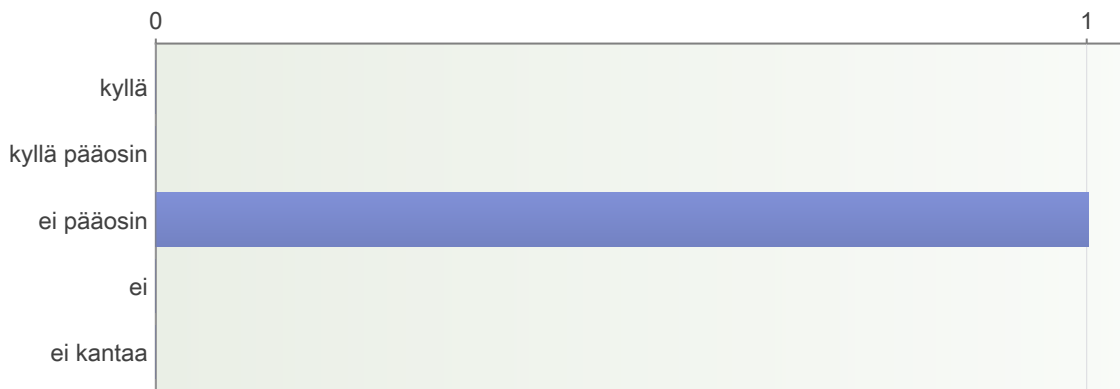 0 1
kyllä
kyllä pääosin
ei pääosin
ei
ei kantaa